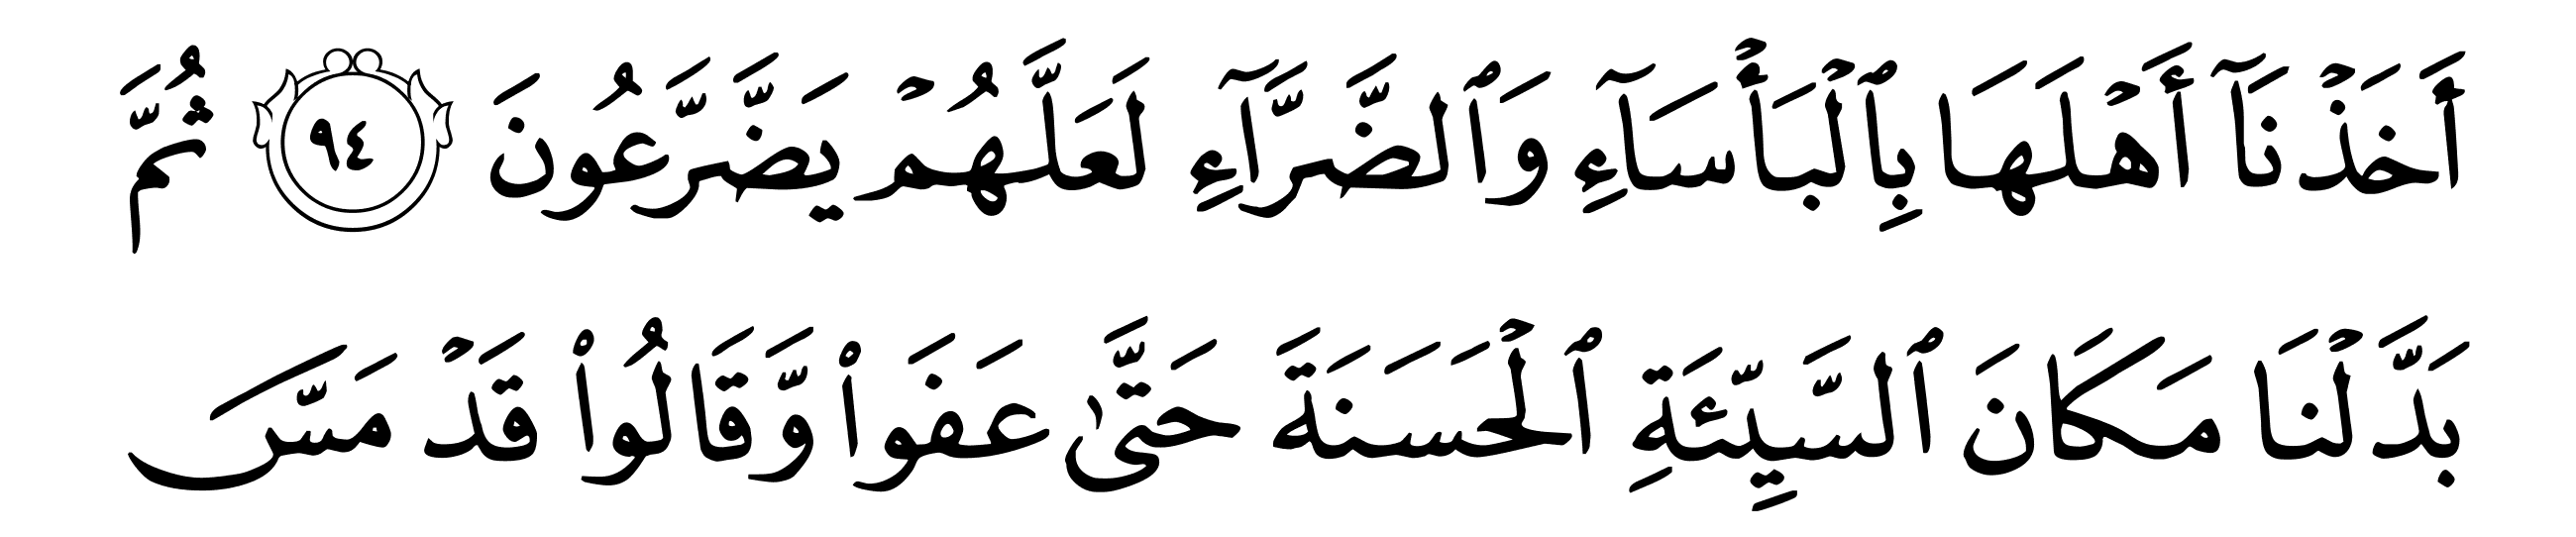 أَخَذۡنَآ أَهۡلَهَا بِٱلۡبَأۡسَآءِ وَٱلضَّرَّآءِ لَعَلَّهُمۡ يَضَّرَّعُونَ ٩٤ ثُمَّ
بَدَّلۡنَا مَكَانَ ٱلسَّيِّئَةِ ٱلۡحَسَنَةَ حَتَّىٰ عَفَواْ وَّقَالُواْ قَدۡ مَسَّ